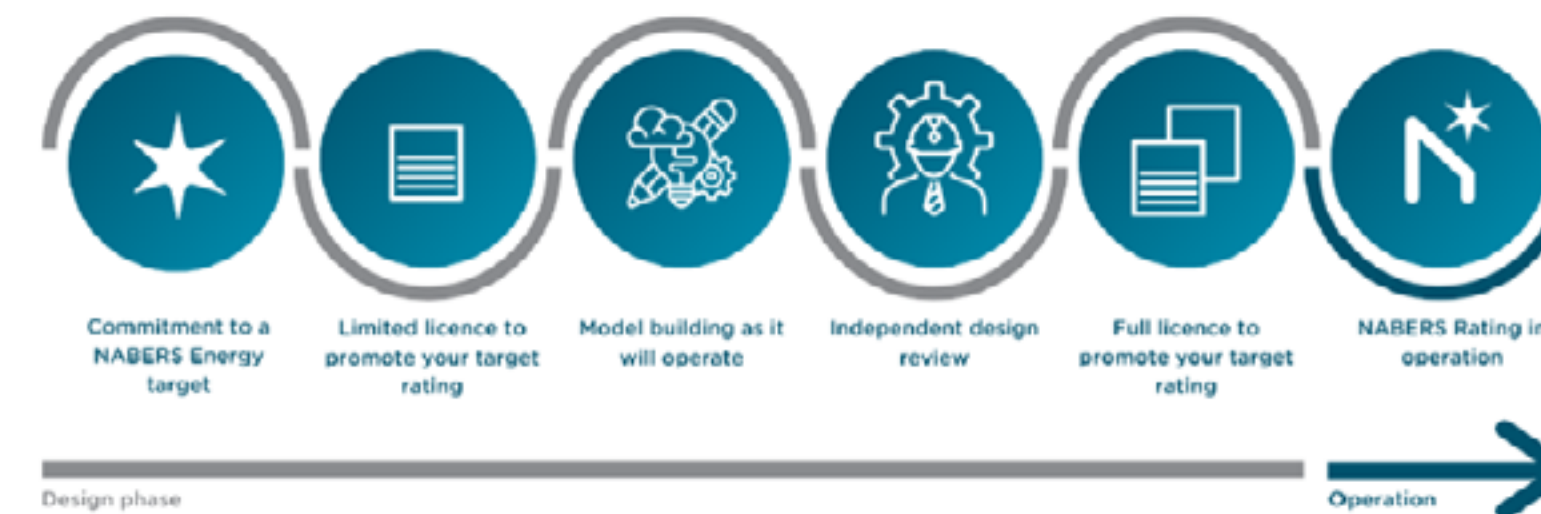 Commitment to a
NABERS Energy
target
Limited licence to
promote your target
rating
Model building as it
will operate
Independent design
review
Full licence to
promote your target
rating
NABERS Rating in
operation
Design phase
Operation